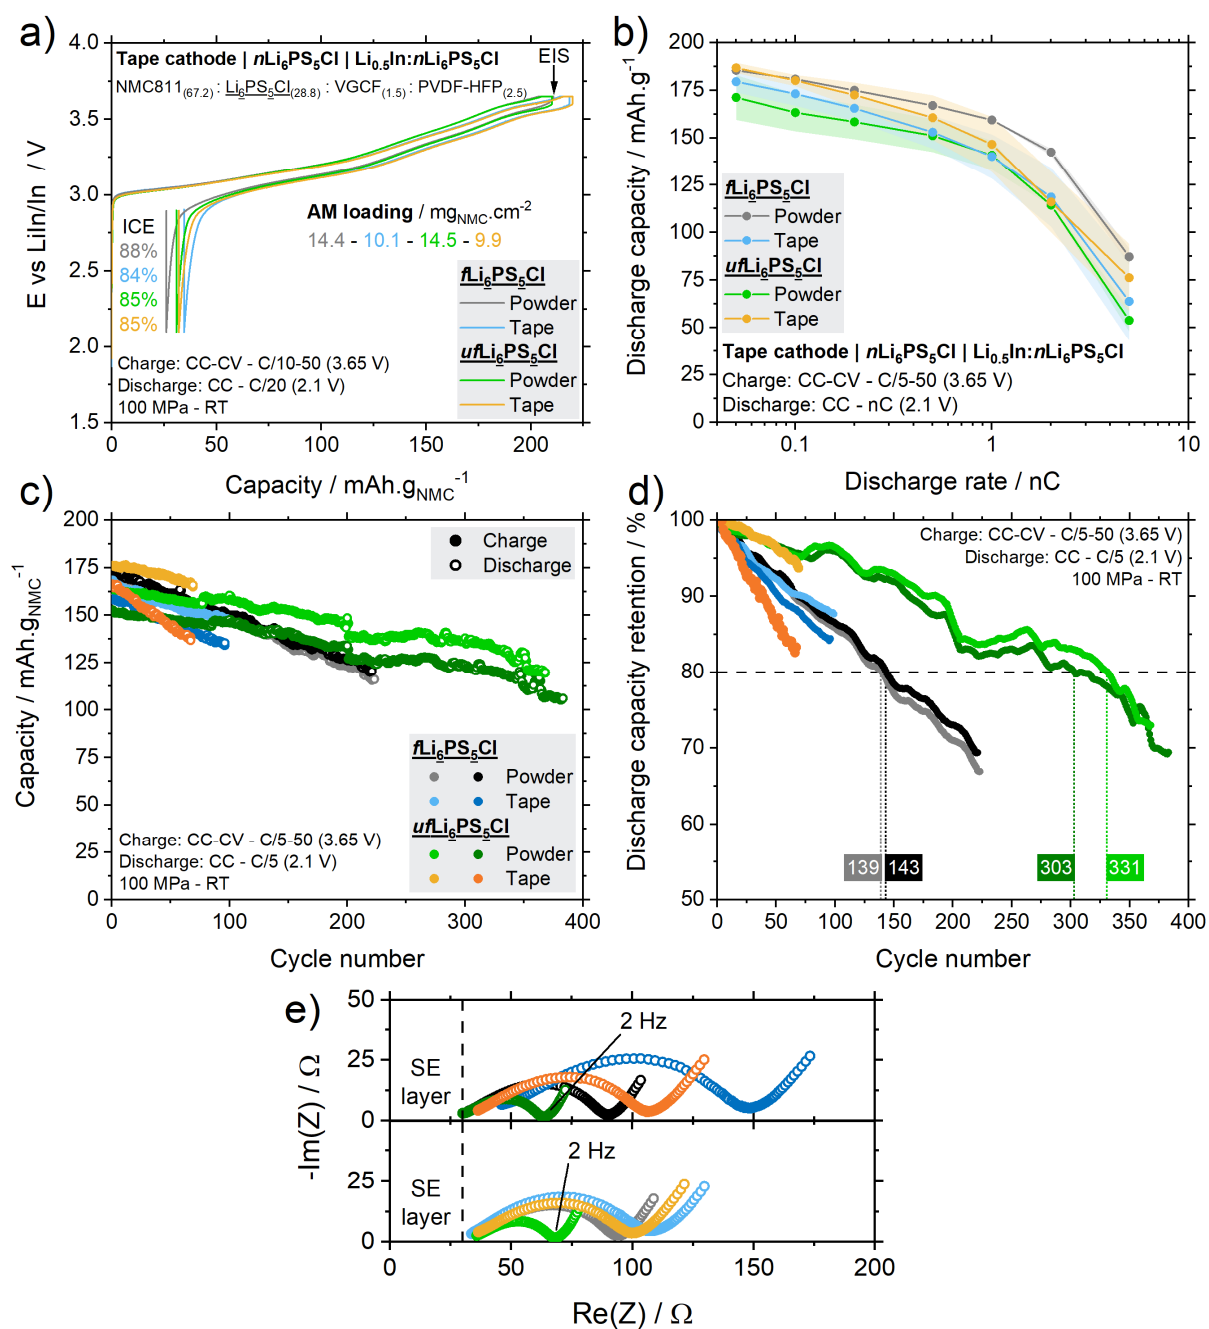 a)
Tape cathode | nLi6PS5Cl | Li0.5In:nLi6PS5Cl
EIS
NMC811(67.2) : Li6PS5Cl(28.8) : VGCF(1.5) : PVDF-HFP(2.5)
4.0
3.5
3.0
2.5
2.0
1.5
E vs LiIn/In / V
ICE
88%
84%
85%
85%
AM loading / mgNMC.cm-2
14.4 - 10.1 - 14.5 - 9.9
fLi6PS5Cl
Powder
Tape
ufLi6PS5Cl
Powder
Tape
Charge: CC-CV - C/10-50 (3.65 V)
Discharge: CC - C/20 (2.1 V)
100 MPa - RT
0 50 100 150 200
Capacity / mAh.gNMC-1
b)
200
175
150
125
100
75
50
25
0
Discharge capacity / mAh.g-1
fLi6PS5Cl
Powder
Tape
ufLi6PS5Cl
Powder
Tape
Tape cathode | nLi6PS5Cl | Li0.5In:nLi6PS5Cl
Charge: CC-CV - C/5-50 (3.65 V)
Discharge: CC - nC (2.1 V)
0.1 1 10
Discharge rate / nC
c)
200
175
150
125
100
75
50
25
0
Capacity / mAh.gNMC-1
Charge
Discharge
fLi6PS5Cl
Powder
Tape
ufLi6PS5Cl
Powder
Tape
Charge: CC-CV - C/5-50 (3.65 V)
Discharge: CC - C/5 (2.1 V)
100 MPa - RT
0 100 200 300 400
Cycle number
d)
100
90
80
70
60
50
Discharge capacity retention / %
Charge: CC-CV - C/5-50 (3.65 V)
Discharge: CC - C/5 (2.1 V)
100 MPa - RT
139 143 303 331
0 50 100 150 200 250 300 350 400
Cycle number
e)
50
25
0
2 Hz
SE
layer
25
0
2 Hz
SE
layer
-Im(Z) / Ω
0 50 100 150 200
Re(Z) / Ω